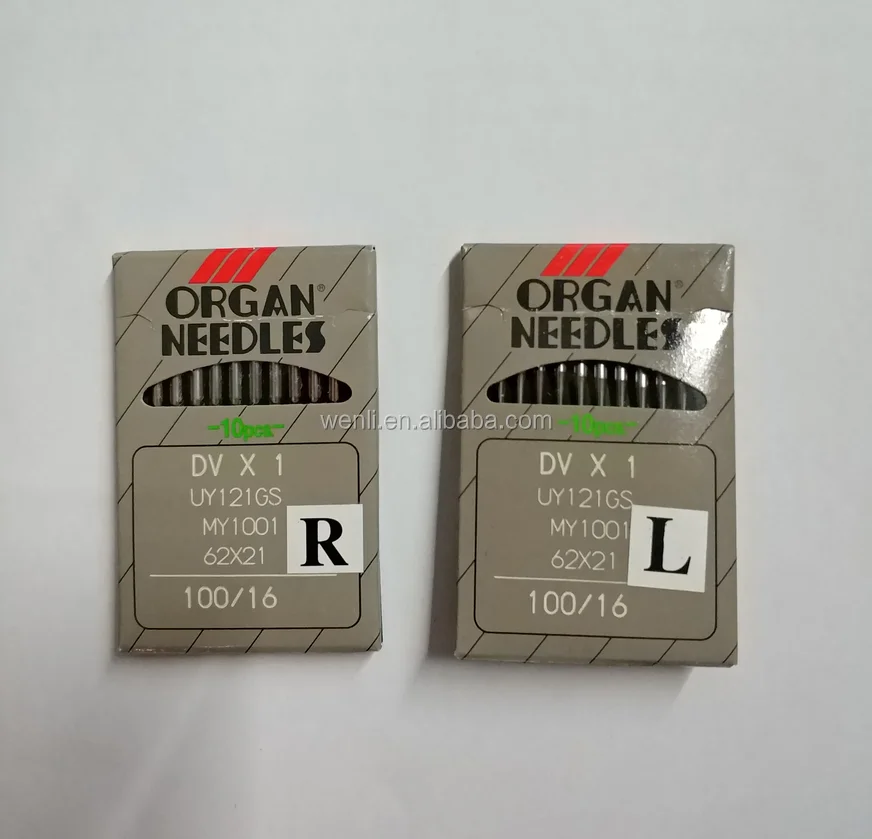 ORGAN®
NEEDLES
-10pcs-
DV X 1
UY121GS
MY1001
62X21
R
100/16
ORGAN®
NEEDLES
-10pcs-
DV X 1
UY121GS
MY1001
62X21
L
100/16
wenli.en.alibaba.com